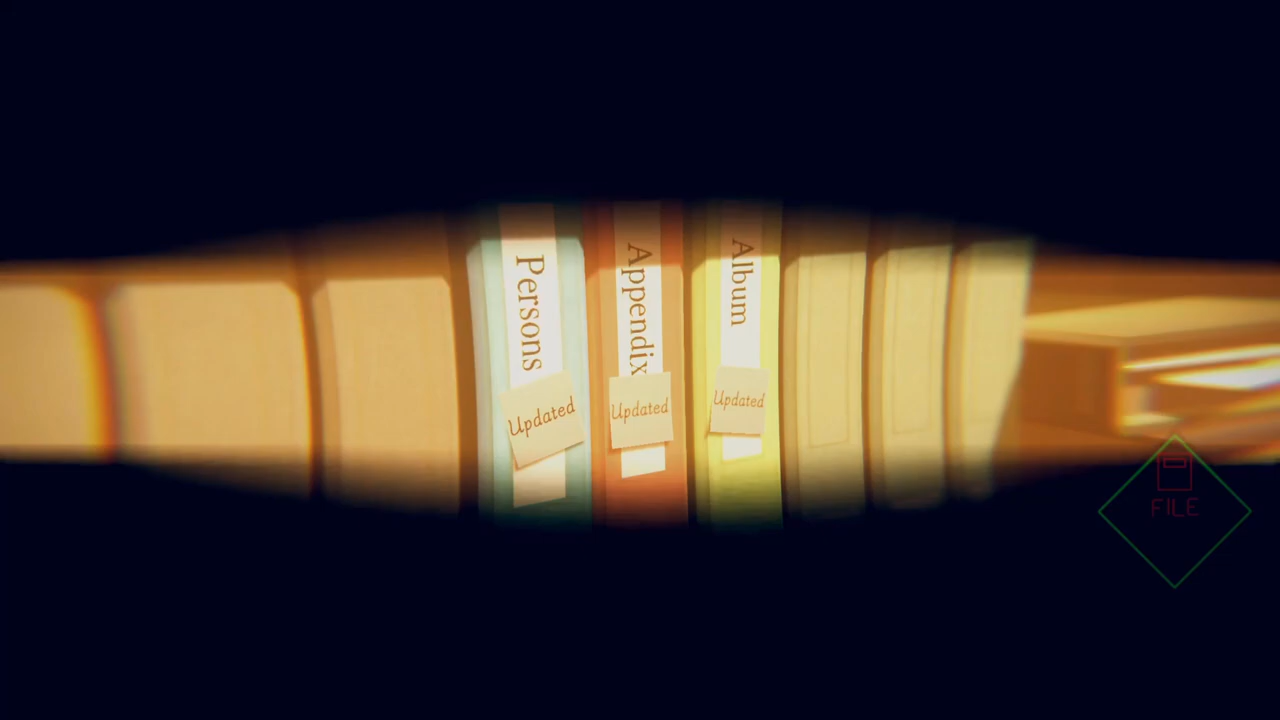 Persons
Updated
Appendix
Updated
Album
Updated
FILE